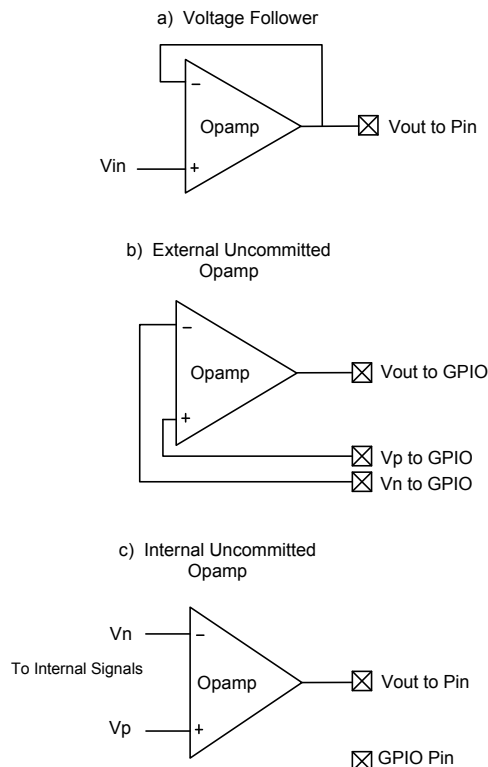 a) Voltage Follower
−
Opamp
Vout to Pin
Vin
+
b) External Uncommitted
Opamp
−
Opamp
Vout to GPIO
+
Vp to GPIO
Vn to GPIO
c) Internal Uncommitted
Opamp
Vn
−
To Internal Signals
Opamp
Vout to Pin
Vp
+
GPIO Pin